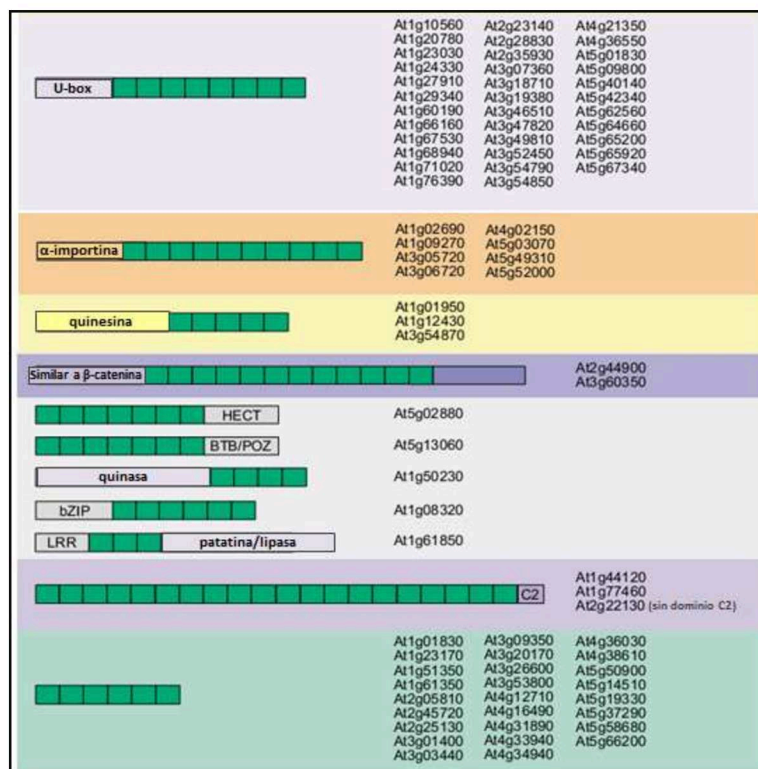 U-box
At1g10560 At2g23140 At4g21350
At1g20780 At2g28830 At4g36550
At1g23030 At2g35930 At5g01830
At1g24330 At3g07360 At5g09800
At1g27910 At3g18710 At5g40140
At1g29340 At3g19380 At5g42340
At1g60190 At3g46510 At5g62560
At1g66160 At3g47820 At5g64660
At1g67530 At3g49810 At5g65200
At1g68940 At3g52450 At5g65920
At1g71020 At3g54790 At5g67340
At1g76390 At3g54850
α-importina
At1g02690 At4g02150
At1g09270 At5g03070
At3g05720 At5g49310
At3g06720 At5g52000
quinesina
At1g01950
At1g12430
At3g54870
Similar a β-catenina
At2g44900
At3g60350
HECT At5g02880
BTB/POZ At5g13060
quinasa At1g50230
bZIP At1g08320
LRR patatina/lipasa At1g61850
C2
At1g44120
At1g77460
At2g22130 (sin dominio C2)
At1g01830 At3g09350 At4g36030
At1g23170 At3g20170 At4g38610
At1g51350 At3g26600 At5g50900
At1g61350 At3g53800 At5g14510
At2g05810 At4g12710 At5g19330
At2g45720 At4g16490 At5g37290
At2g25130 At4g31890 At5g58680
At3g01400 At4g33940 At5g66200
At3g03440 At4g34940